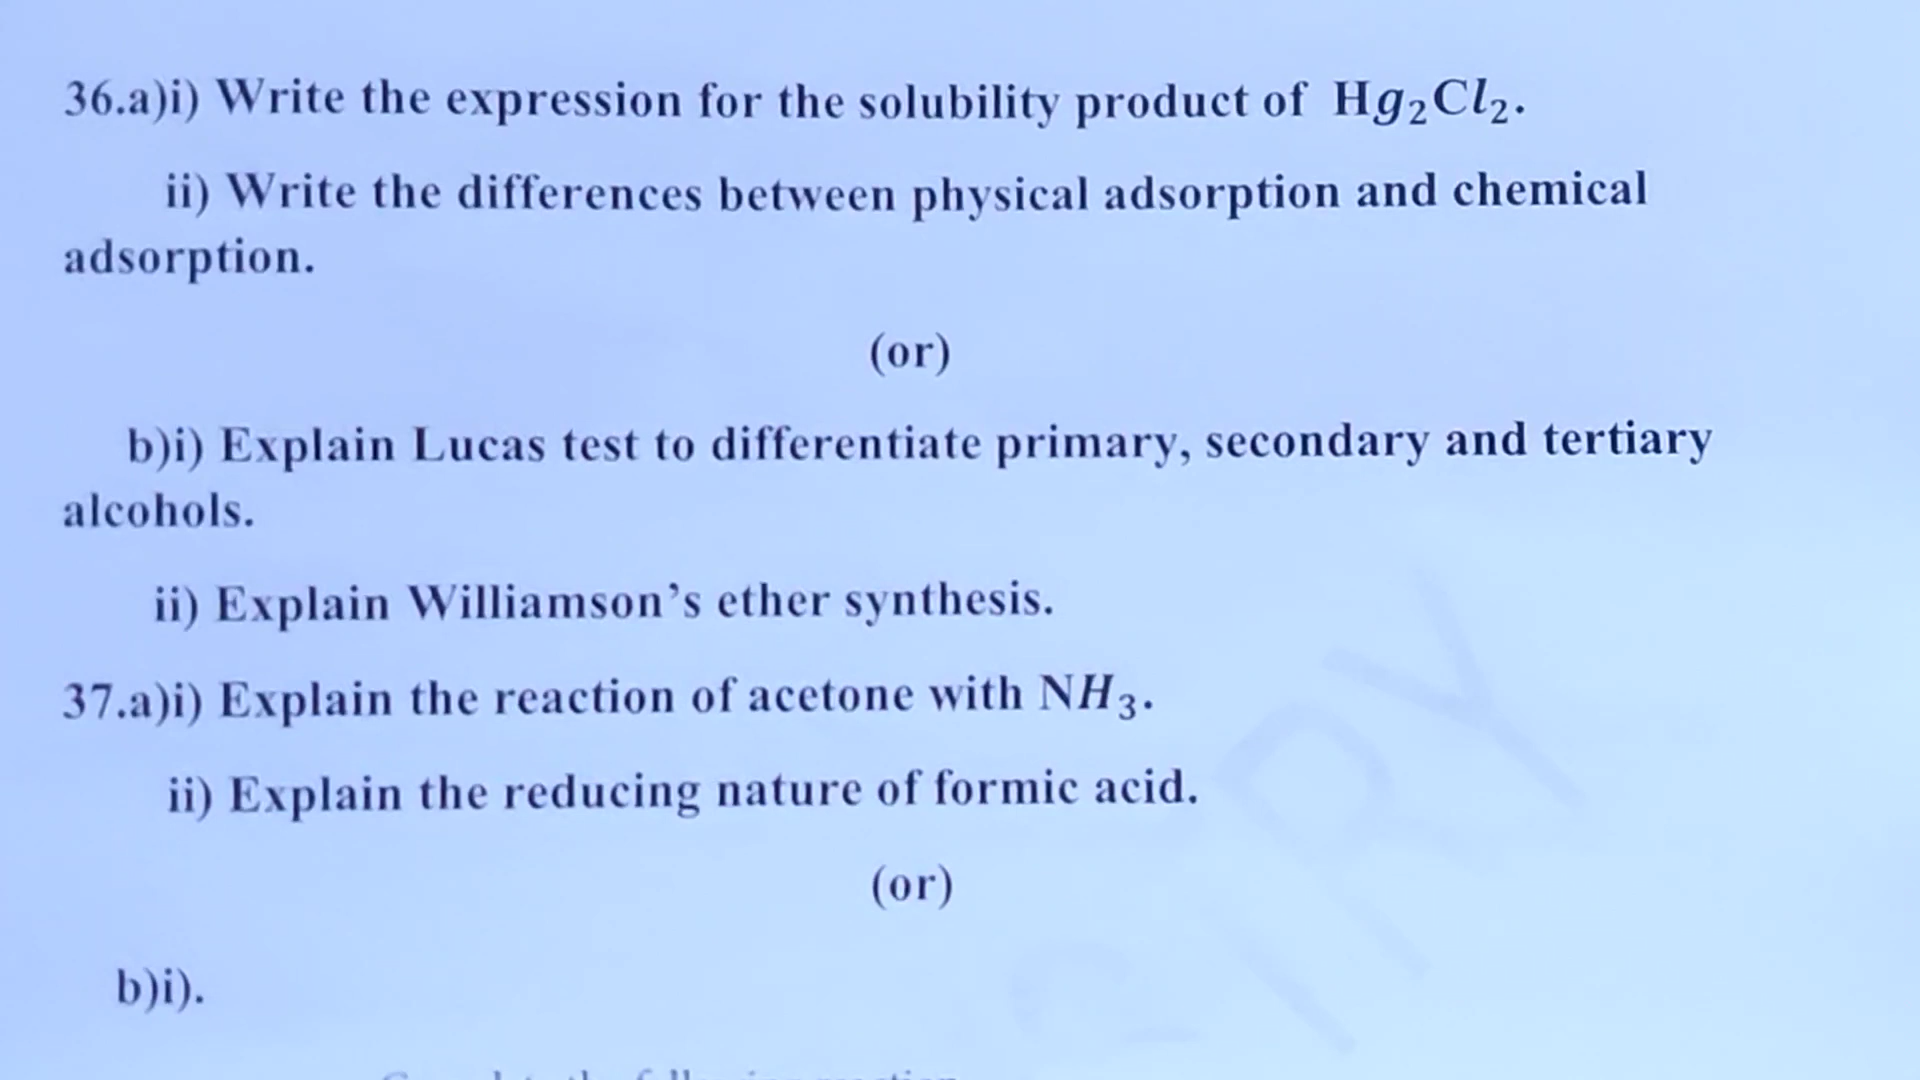 36.a)i) Write the expression for the solubility product of Hg₂Cl₂.
ii) Write the differences between physical adsorption and chemical
adsorption.
(or)
b)i) Explain Lucas test to differentiate primary, secondary and tertiary
alcohols.
ii) Explain Williamson's ether synthesis.
37.a)i) Explain the reaction of acetone with NH₃.
ii) Explain the reducing nature of formic acid.
(or)
b)i).